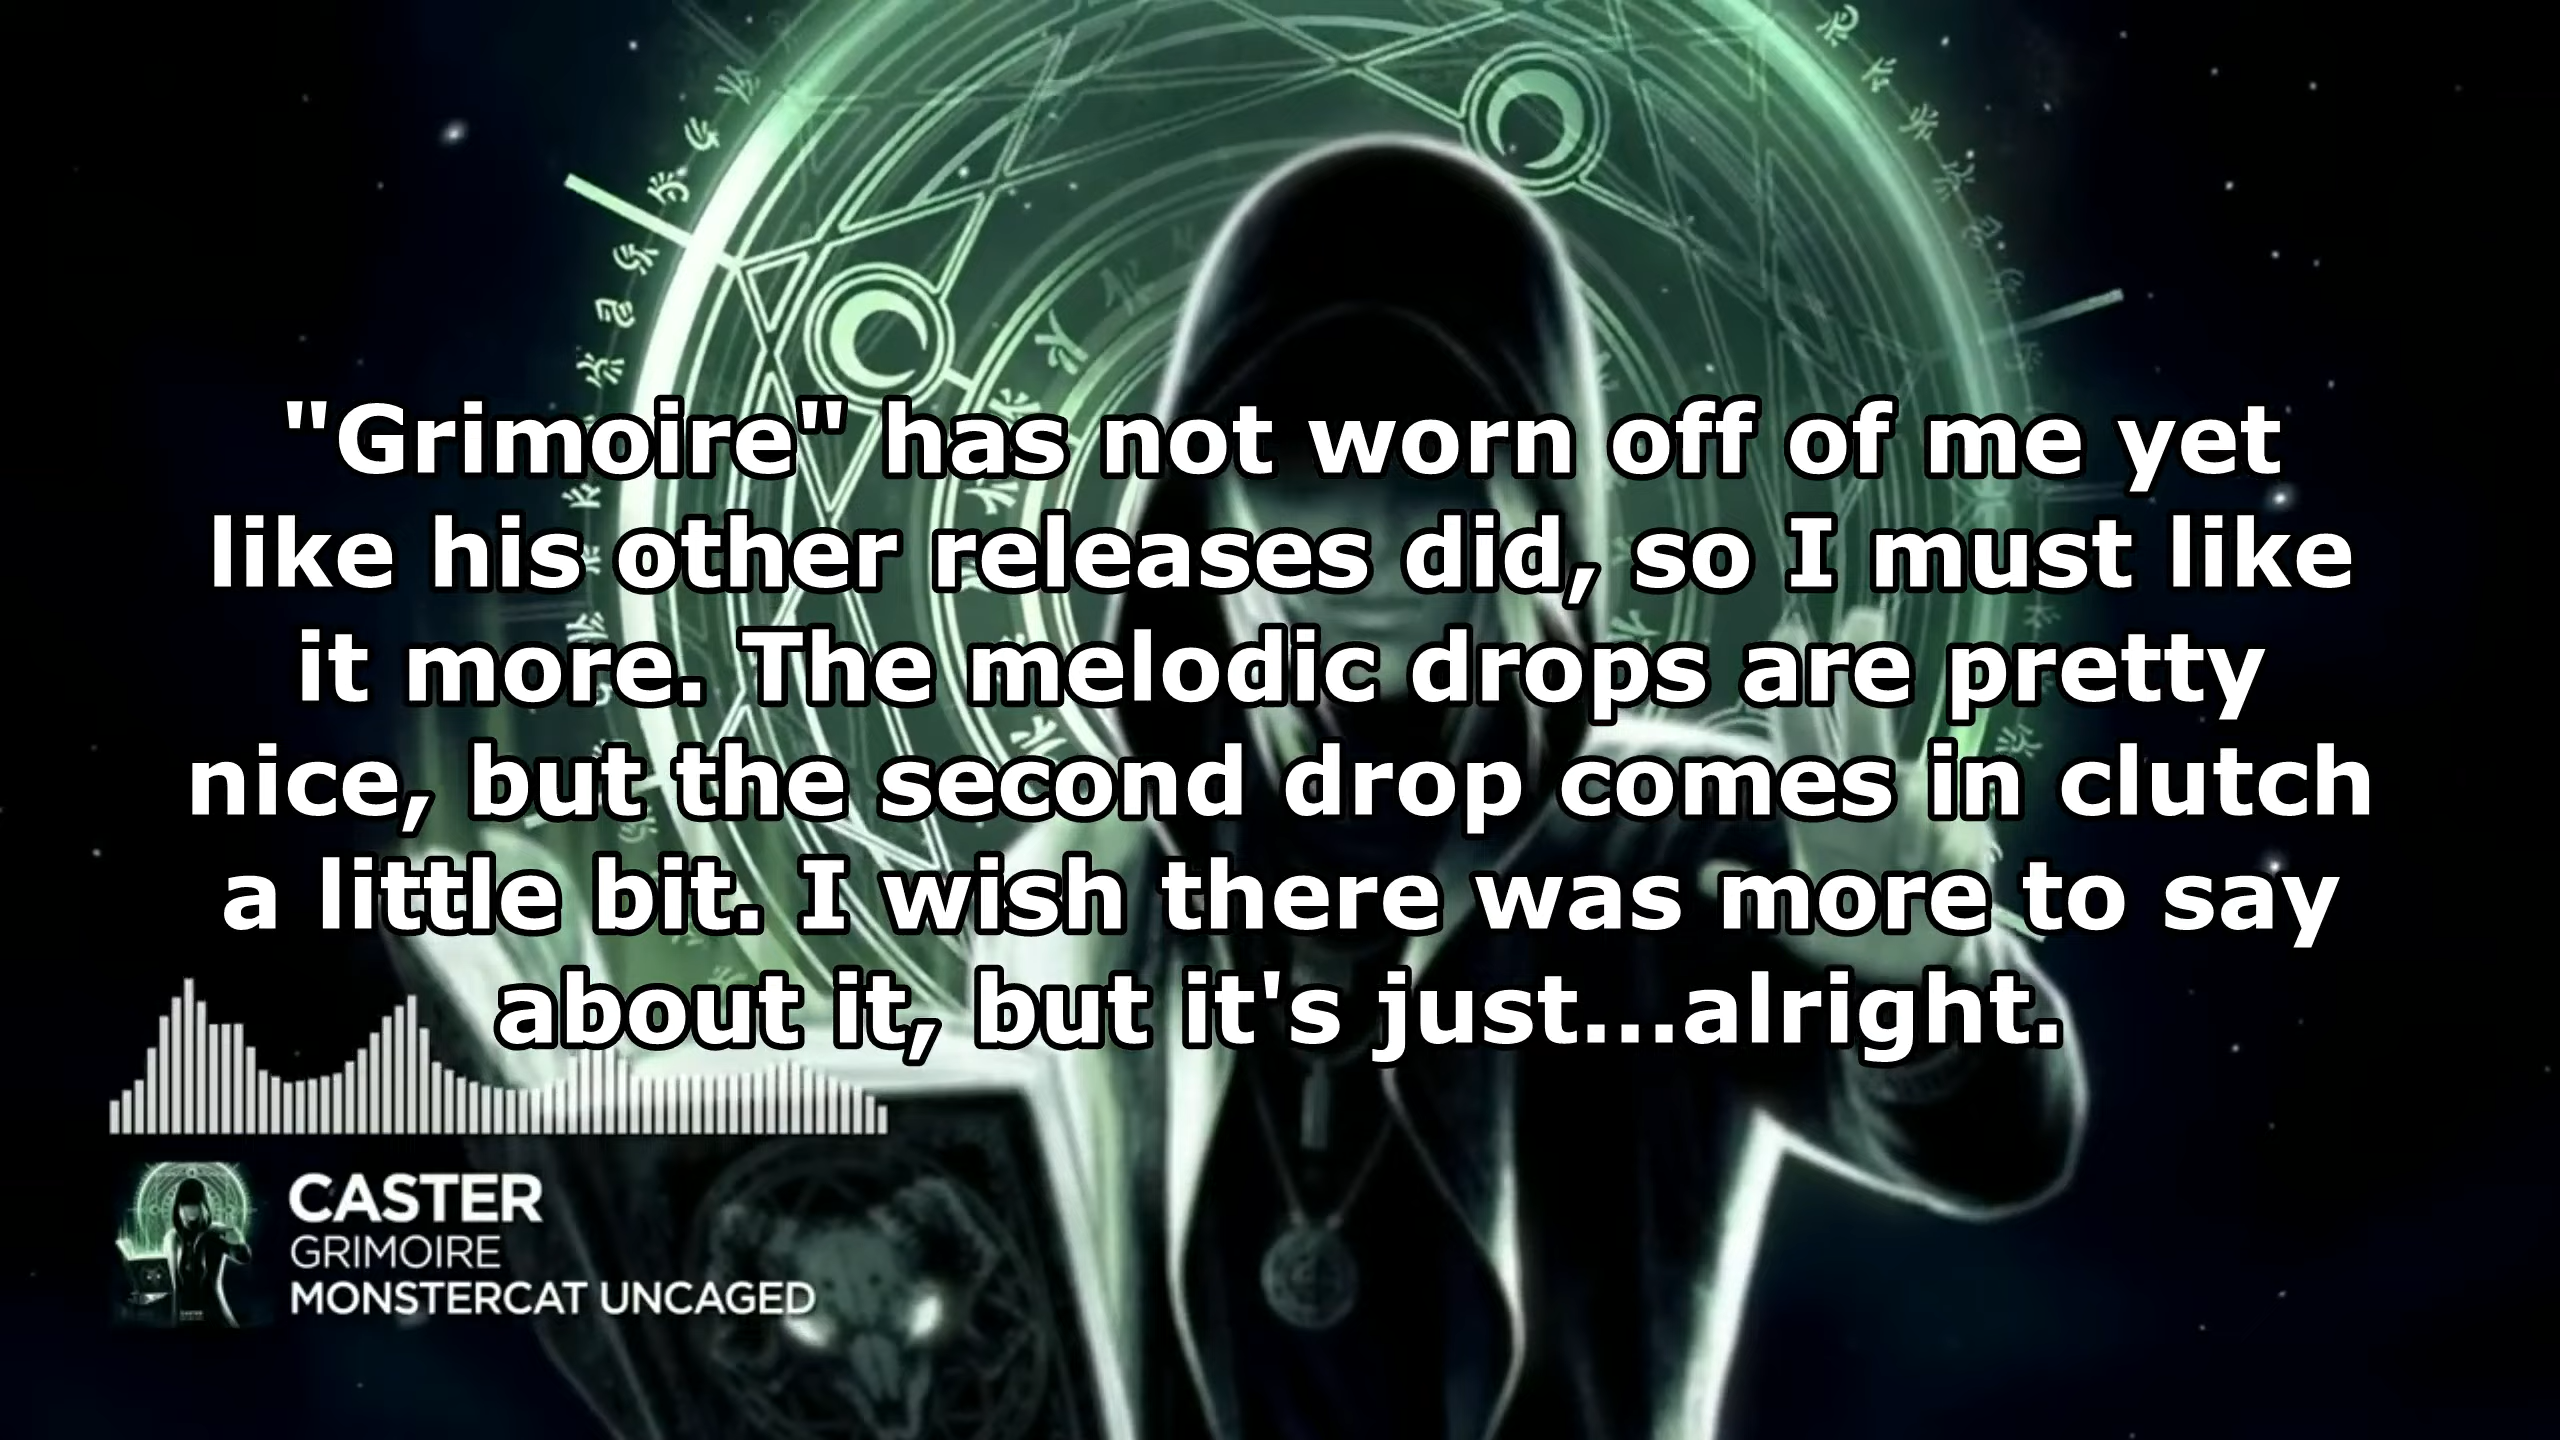 "Grimoire" has not worn off of me yet
like his other releases did, so I must like
it more. The melodic drops are pretty
nice, but the second drop comes in clutch
a little bit. I wish there was more to say
about it, but it's just...alright.
CASTER
GRIMOIRE
MONSTERCAT UNCAGED